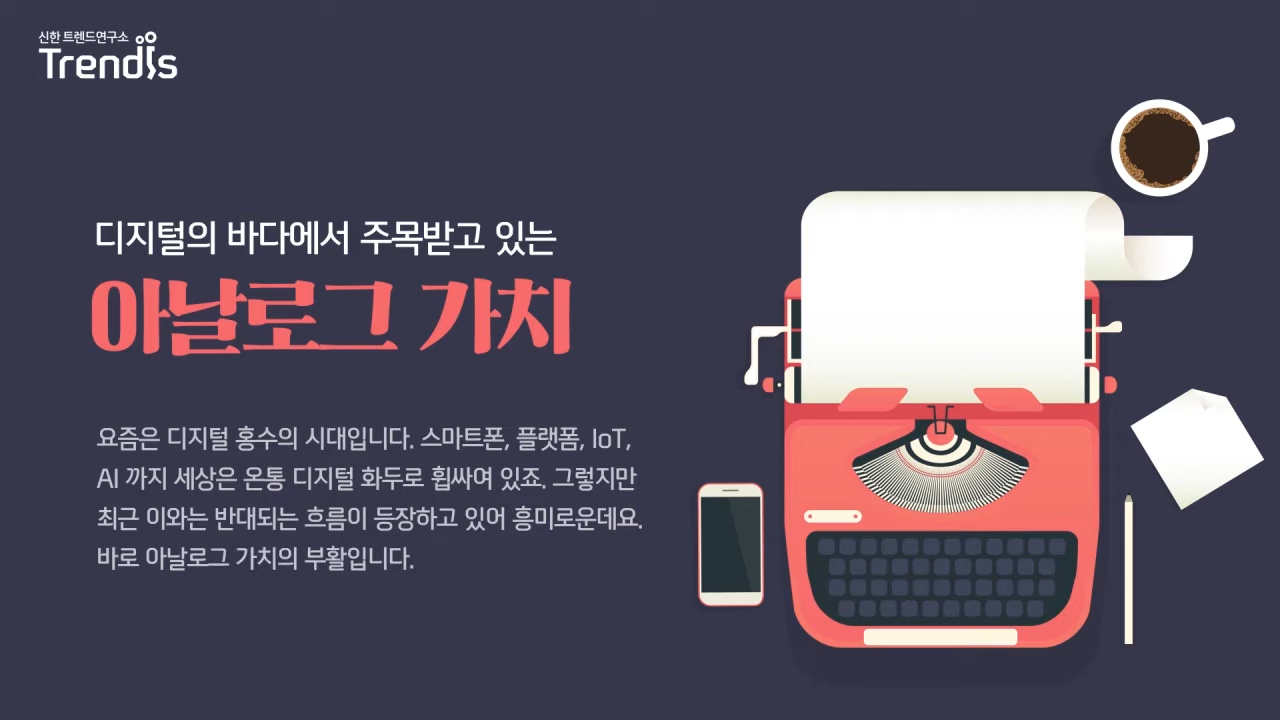 신한 트렌드연구소
Trendis
디지털의 바다에서 주목받고 있는
아날로그 가치
요즘은 디지털 홍수의 시대입니다. 스마트폰, 플랫폼, IoT,
AI 까지 세상은 온통 디지털 화두로 휩싸여 있죠. 그렇지만
최근 이와는 반대되는 흐름이 등장하고 있어 흥미로운데요.
바로 아날로그 가치의 부활입니다.